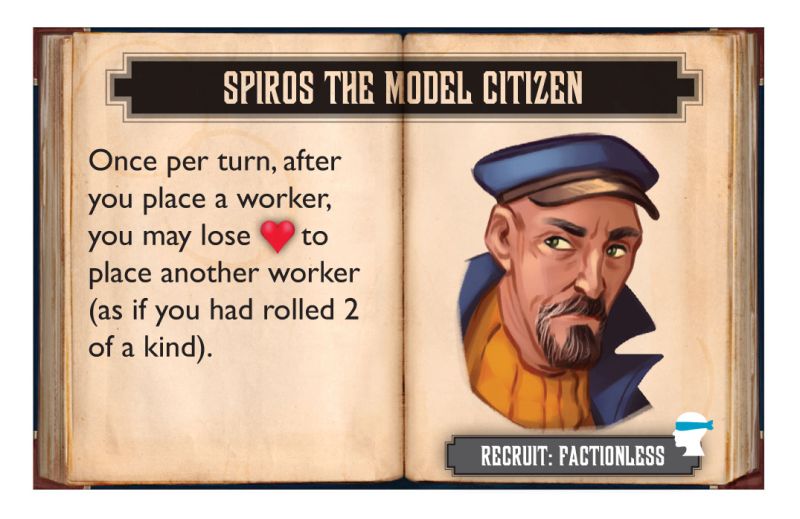 SPIROS THE MODEL CITIZEN
Once per turn, after
you place a worker,
you may lose ❤ to
place another worker
(as if you had rolled 2
of a kind).
RECRUIT: FACTIONLESS